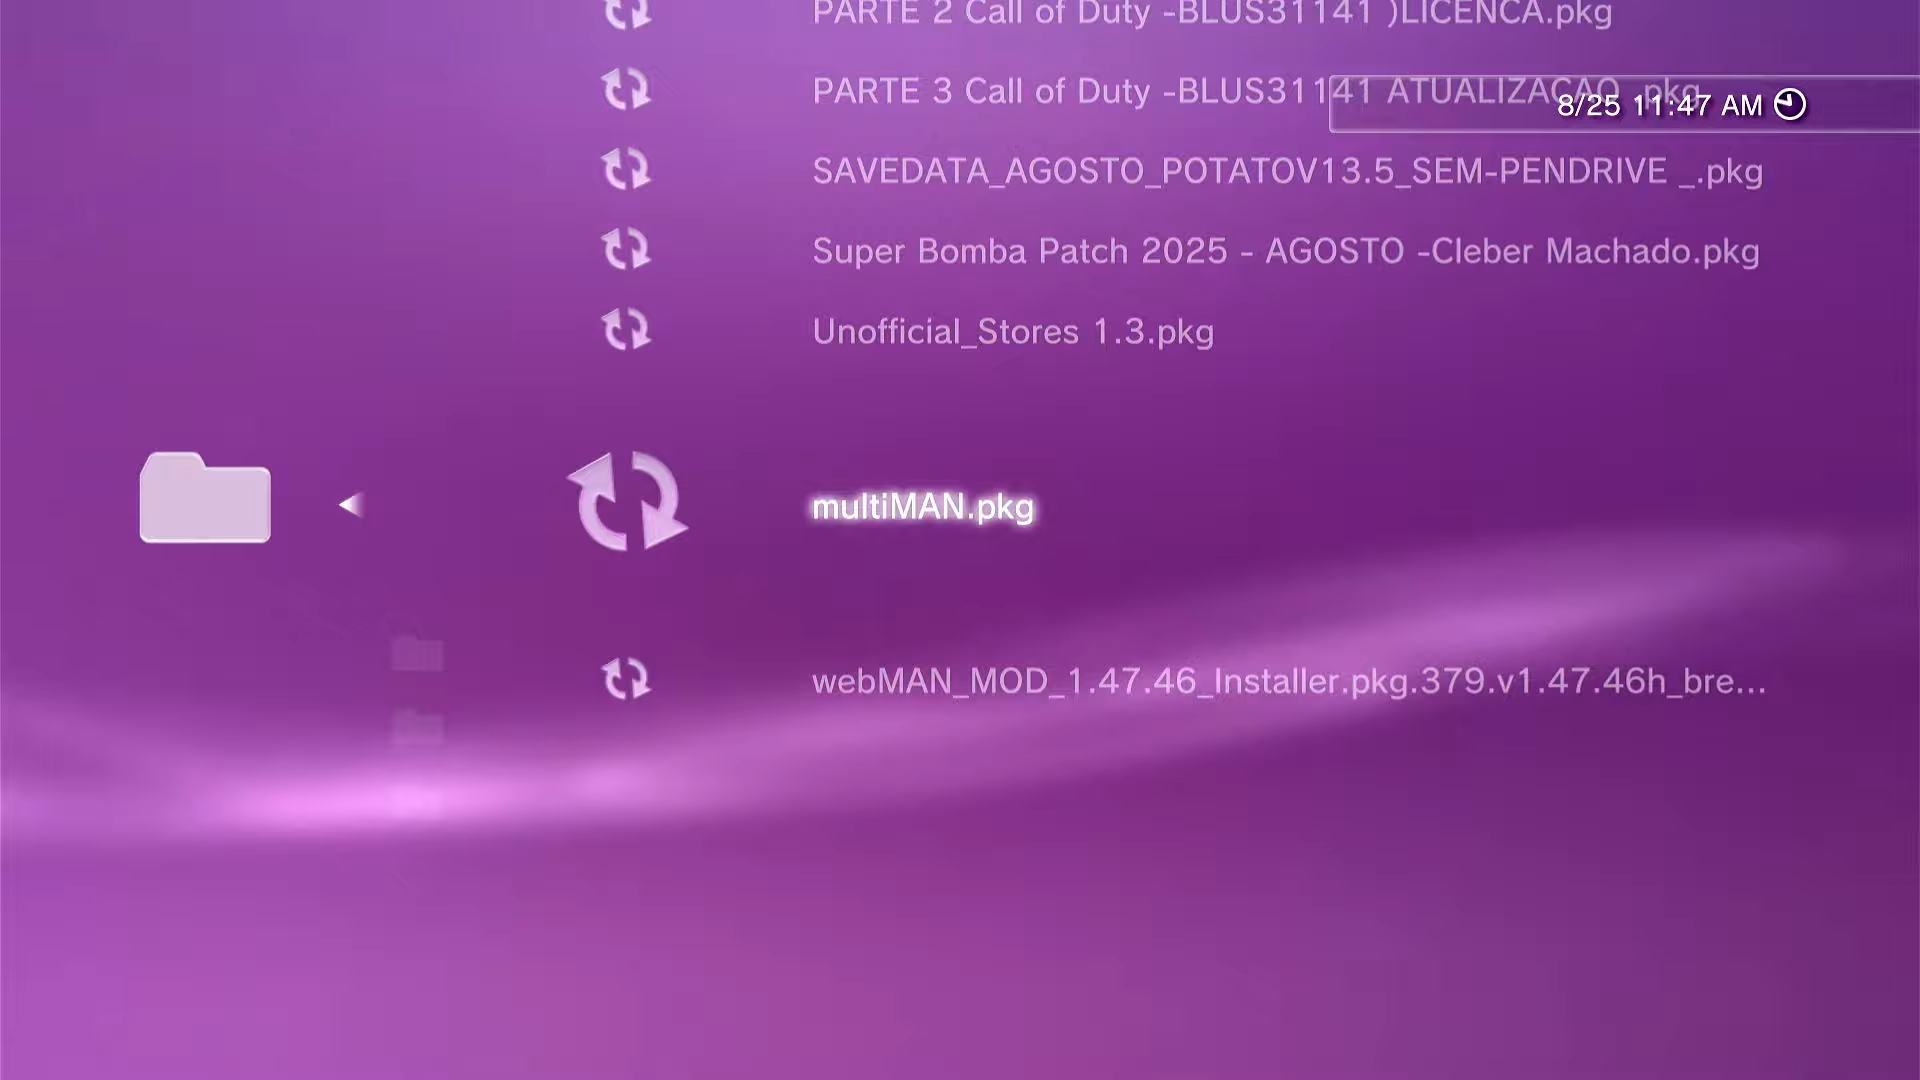 PARTE 2 Call of Duty -BLUS31141 )LICENCA.pkg
PARTE 3 Call of Duty -BLUS31141 ATUALIZACAO .pkg
8/25 11:47 AM
SAVEDATA_AGOSTO_POTATOV13.5_SEM-PENDRIVE _.pkg
Super Bomba Patch 2025 - AGOSTO -Cleber Machado.pkg
Unofficial_Stores 1.3.pkg
multiMAN.pkg
webMAN_MOD_1.47.46_Installer.pkg.379.v1.47.46h_bre...